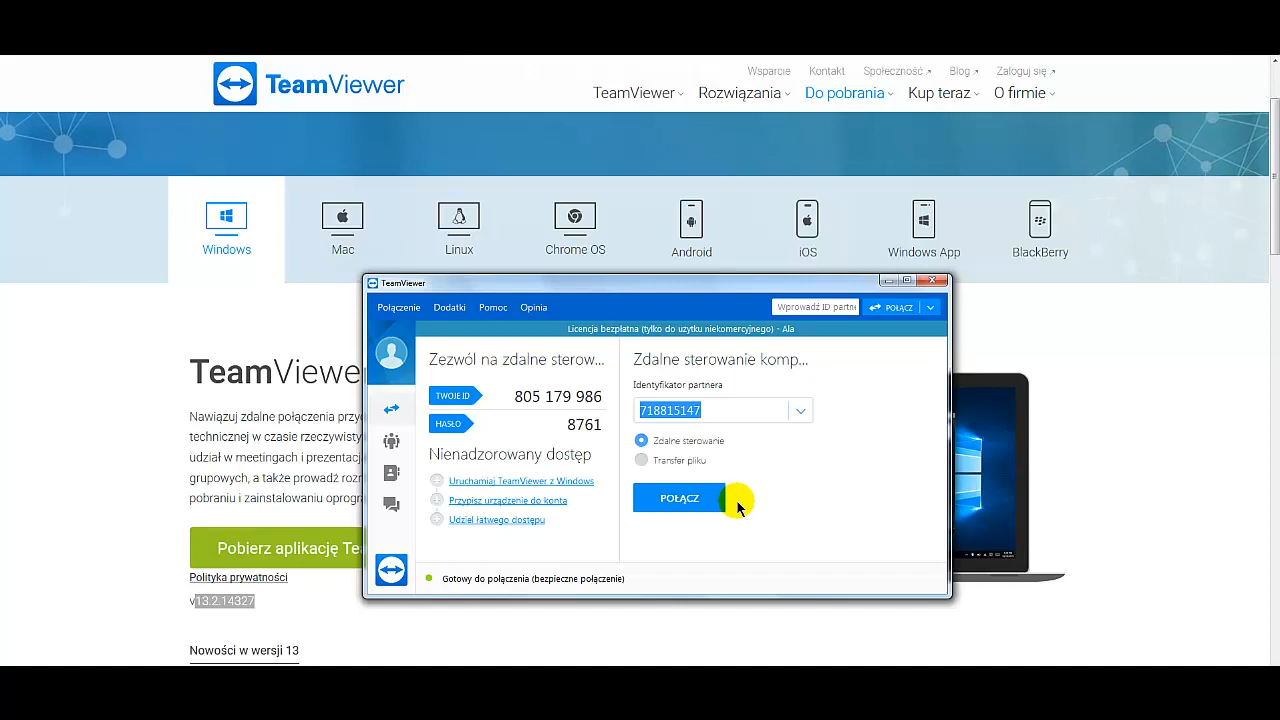 TeamViewer
Wsparcie Kontakt Społeczność Blog Zaloguj się
TeamViewer Rozwiązania Do pobrania Kup teraz O firmie
Windows Mac Linux Chrome OS Android iOS Windows App BlackBerry
TeamViewer
Połączenie Dodatki Pomoc Opinia
Wprowadź ID partne POŁĄCZ
Licencja bezpłatna (tylko do uzytku niekomercyjnego) - Ala
Zezwól na zdalne sterow...
TWOJE ID 805 179 986
HASŁO 8761
Nienadzorowany dostęp
Uruchamiaj TeamViewer z Windows
Przypisz urządzenie do konta
Udziel łatwego dostępu
Zdalne sterowanie komp...
Identyfikator partnera
718815147
Zdalne sterowanie
Transfer pliku
POŁĄCZ
Gotowy do połączenia (bezpieczne połączenie)
TeamViewe
Nawiązuj zdalne połączenia przy
technicznej w czasie rzeczywisty
udział w meetingach i prezentacj
grupowych, a także prowadź rozm
pobraniu i zainstalowaniu oprogr
Pobierz aplikację Te
Polityka prywatności
v13.2.14327
Nowości w wersji 13